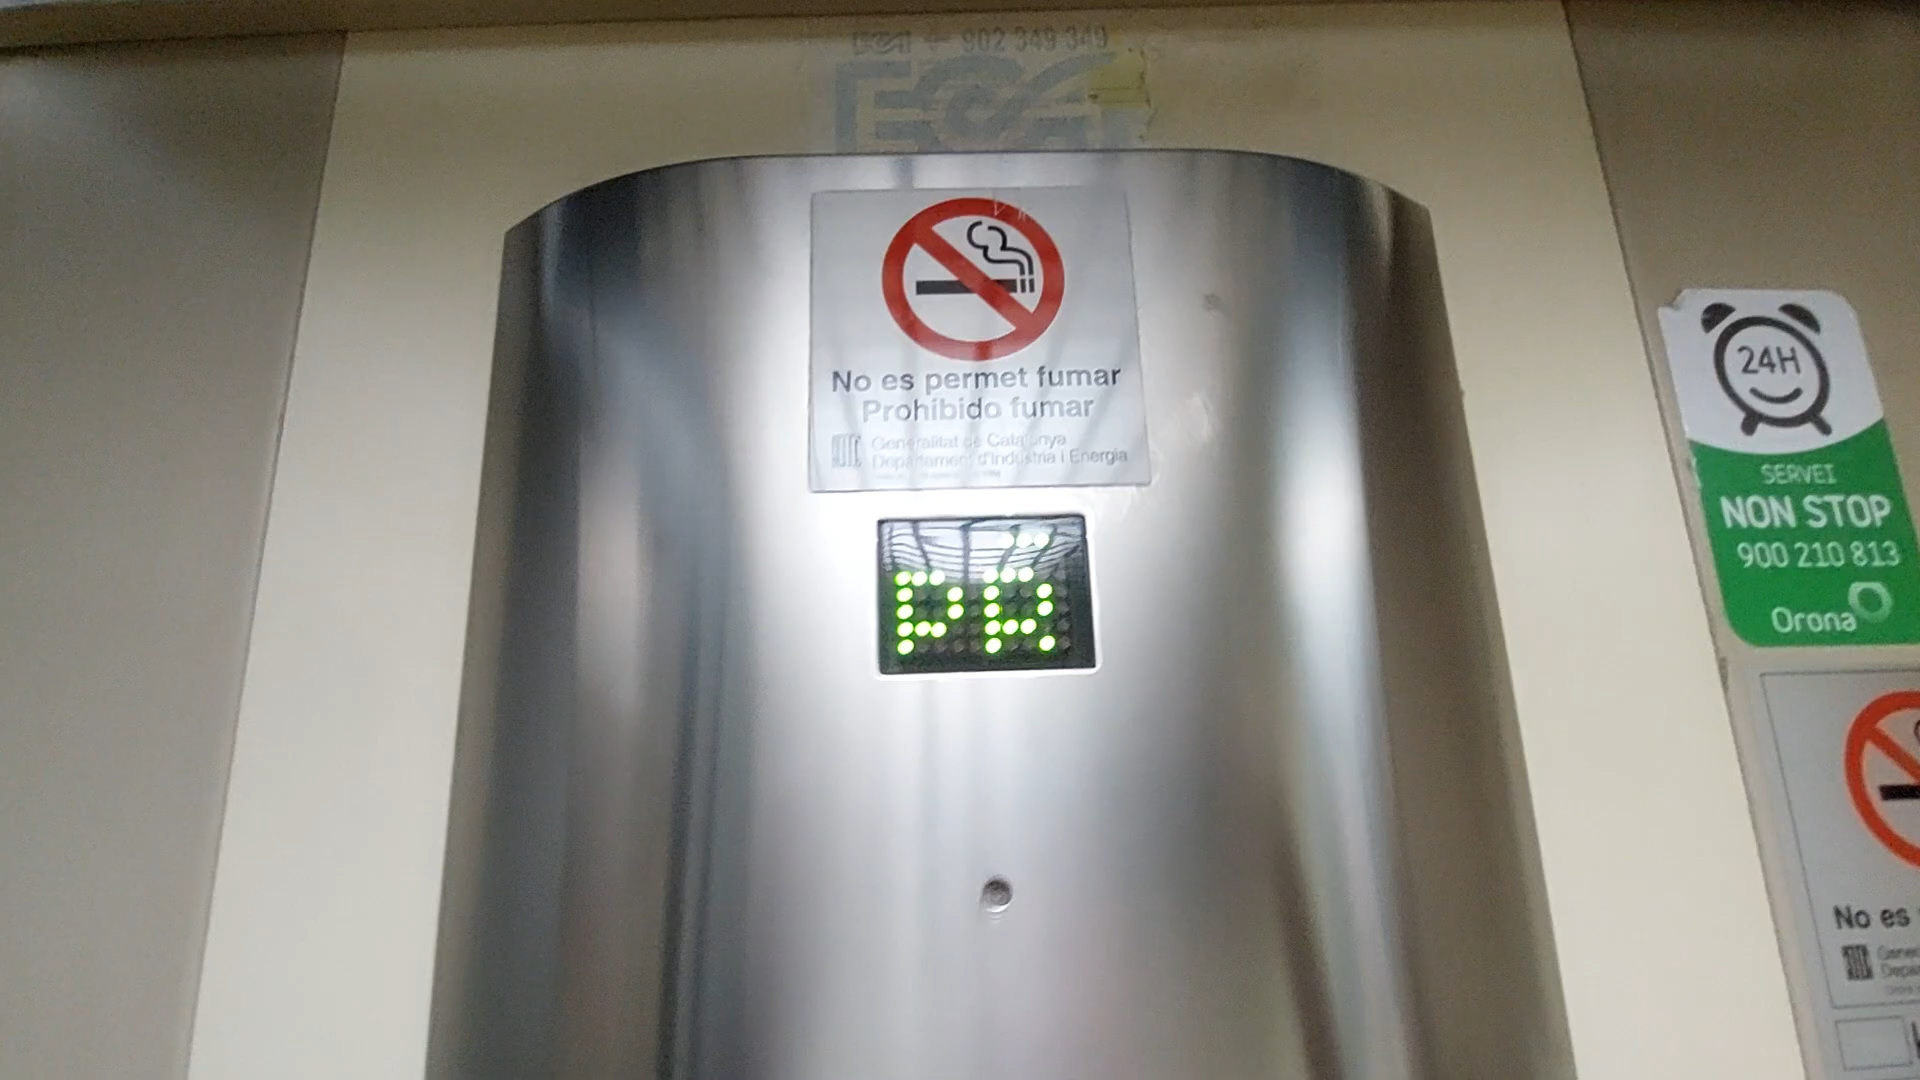 902 349 349
No es permet fumar
Prohibido fumar
Generalitat de Catalunya
Departament d'Indústria i Energia
PR
24H
SERVEI
NON STOP
900 210 813
Orona
No es